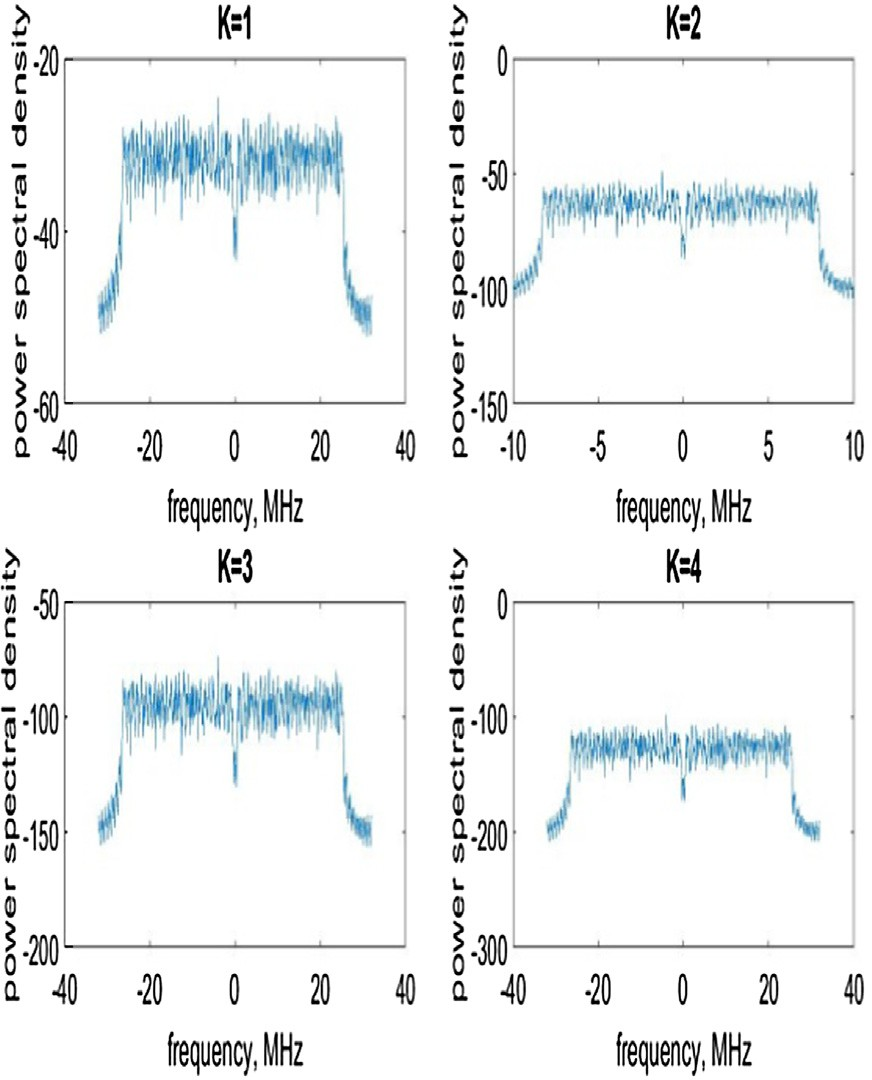 K=1
power spectral density
-20
-40
-60
-40 -20 0 20 40
frequency, MHz
K=2
power spectral density
0
-50
-100
-150
-10 -5 0 5 10
frequency, MHz
K=3
power spectral density
-50
-100
-150
-200
-40 -20 0 20 40
frequency, MHz
K=4
power spectral density
0
-100
-200
-300
-40 -20 0 20 40
frequency, MHz